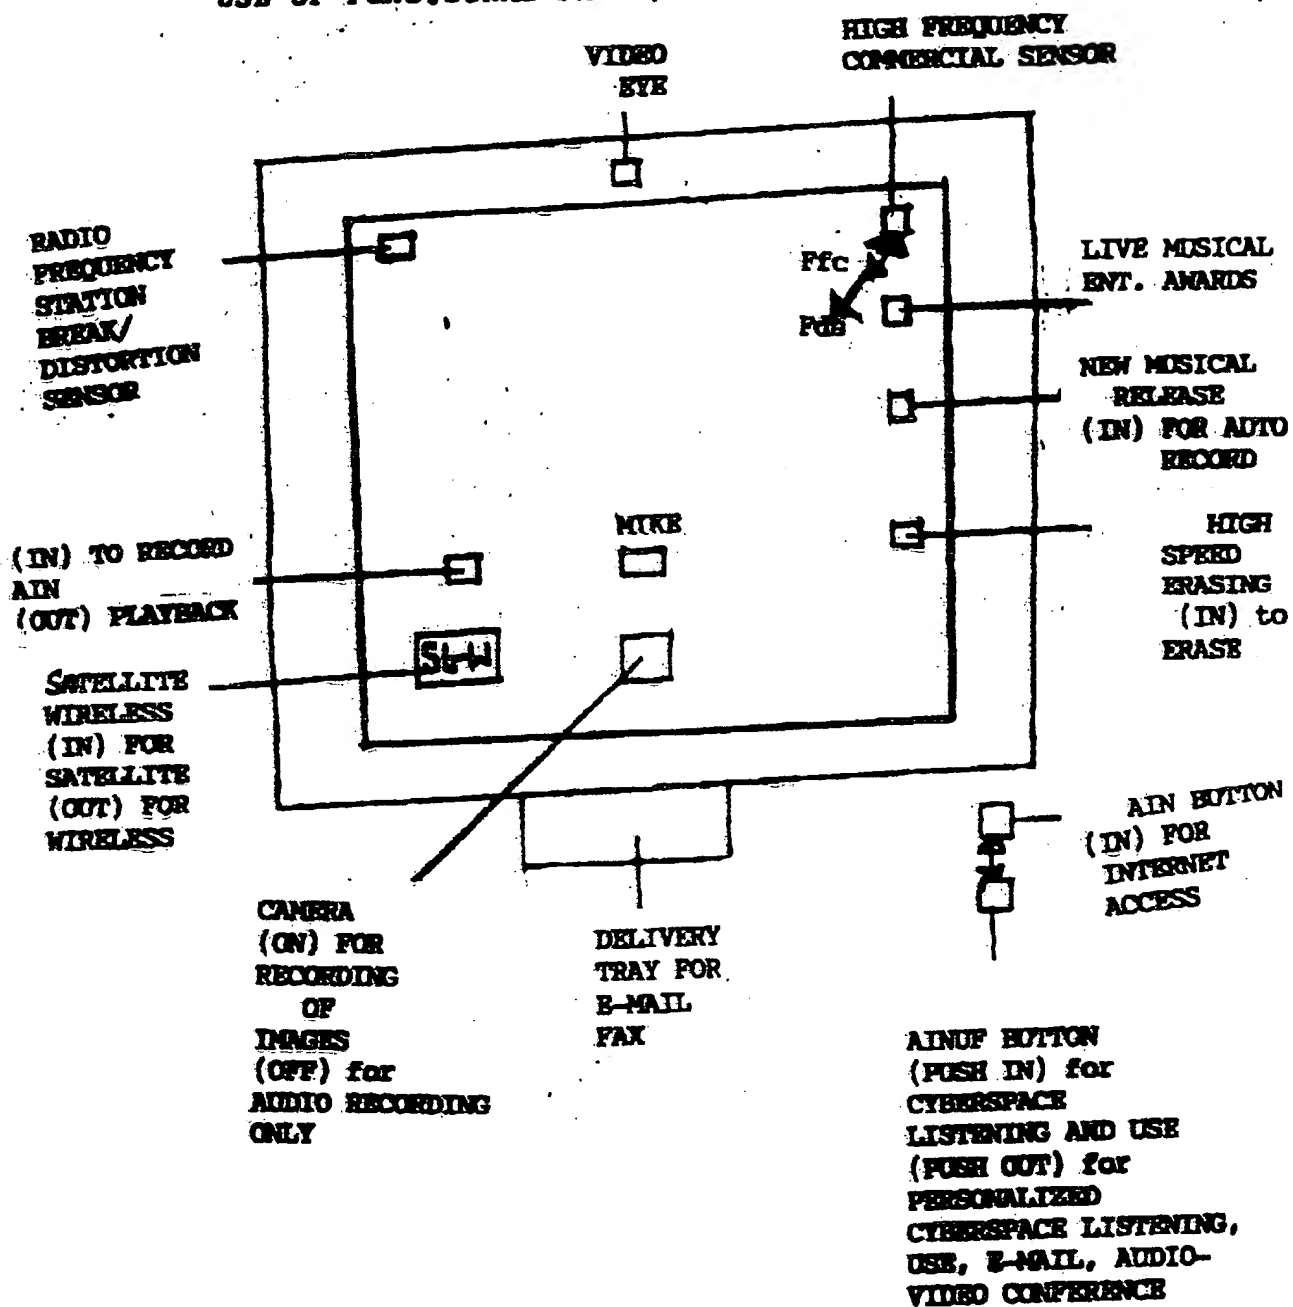 USE OF
VIDEO
EYE
HIGH FREQUENCY
COMMERCIAL SENSOR
RADIO
FREQUENCY
STATION
BREAK/
DISTORTION
SENSOR
Ffc
LIVE MUSICAL
ENT. AWARDS
NEW MUSICAL
RELEASE
(IN) FOR AUTO
RECORD
(IN) TO RECORD
AIN
(OUT) PLAYBACK
MIKE
HIGH
SPEED
ERASING
(IN) to
ERASE
SATELLITE
WIRELESS
(IN) FOR
SATELLITE
(OUT) FOR
WIRELESS
AIN BUTTON
(IN) FOR
INTERNET
ACCESS
CAMERA
(ON) FOR
RECORDING
OF
IMAGES
(OFF) for
AUDIO RECORDING
ONLY
DELIVERY
TRAY FOR
E-MAIL
FAX
AINUF BUTTON
(PUSH IN) for
CYBERSPACE
LISTENING AND USE
(PUSH OUT) for
PERSONALIZED
CYBERSPACE LISTENING,
USE, E-MAIL, AUDIO-
VIDEO CONFERENCE